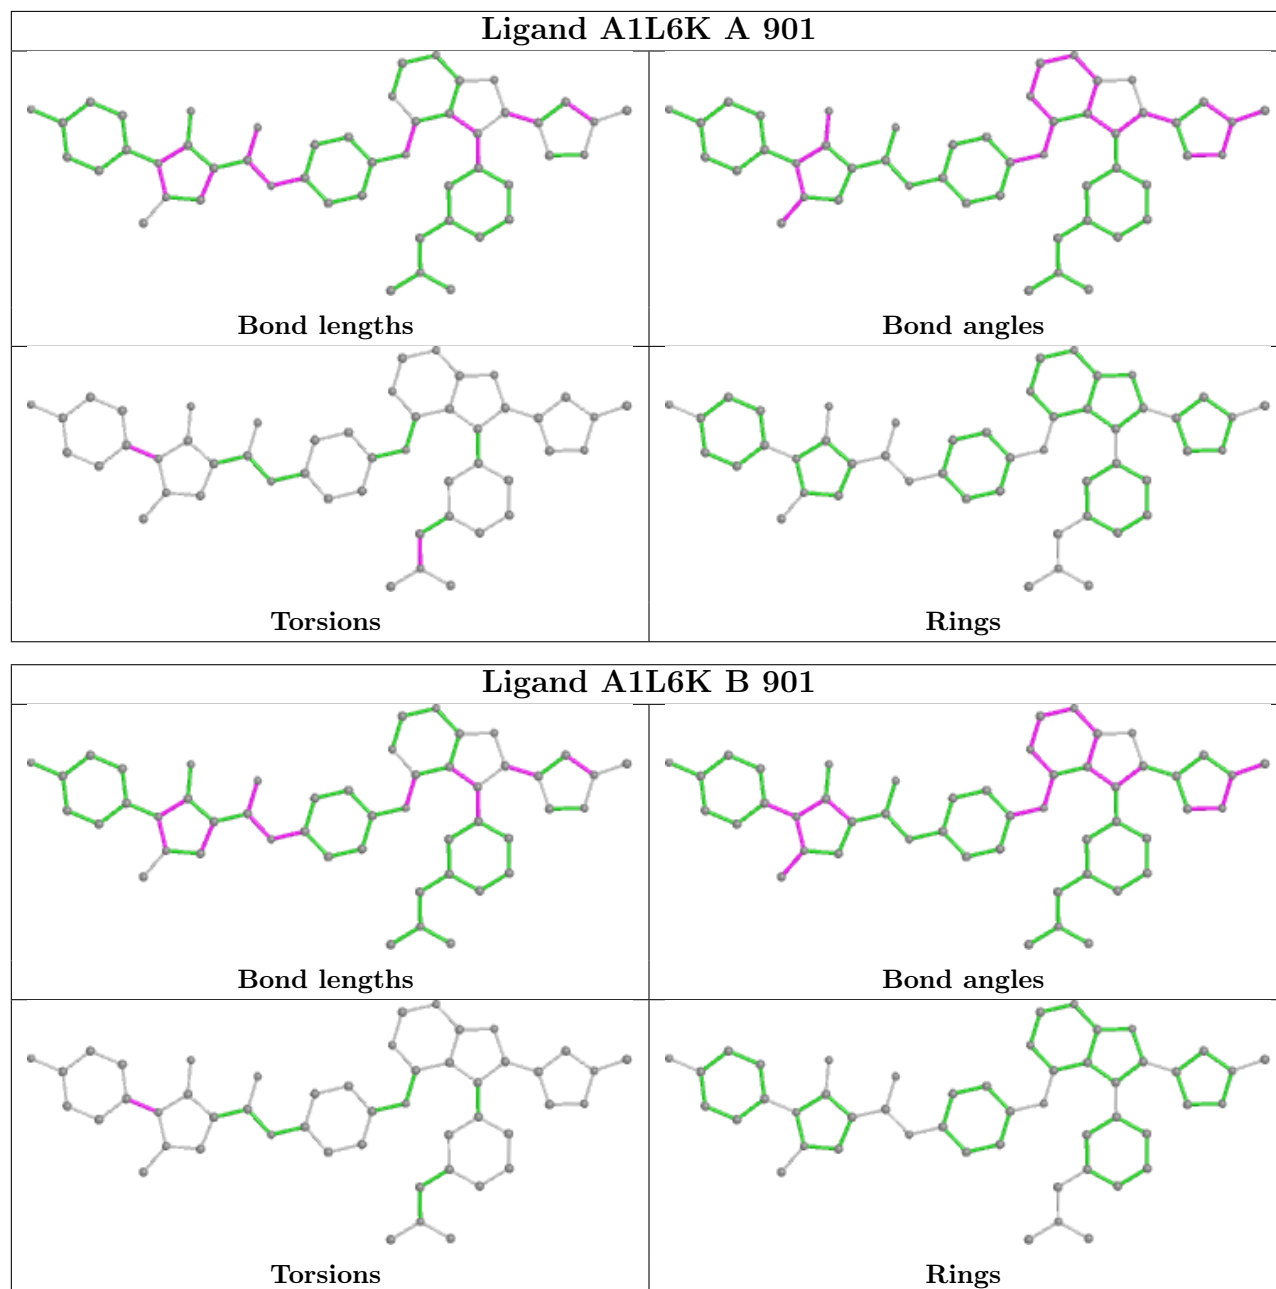 Ligand A1L6K A 901
Bond lengths
Bond angles
Torsions
Rings
Ligand A1L6K B 901
Bond lengths
Bond angles
Torsions
Rings